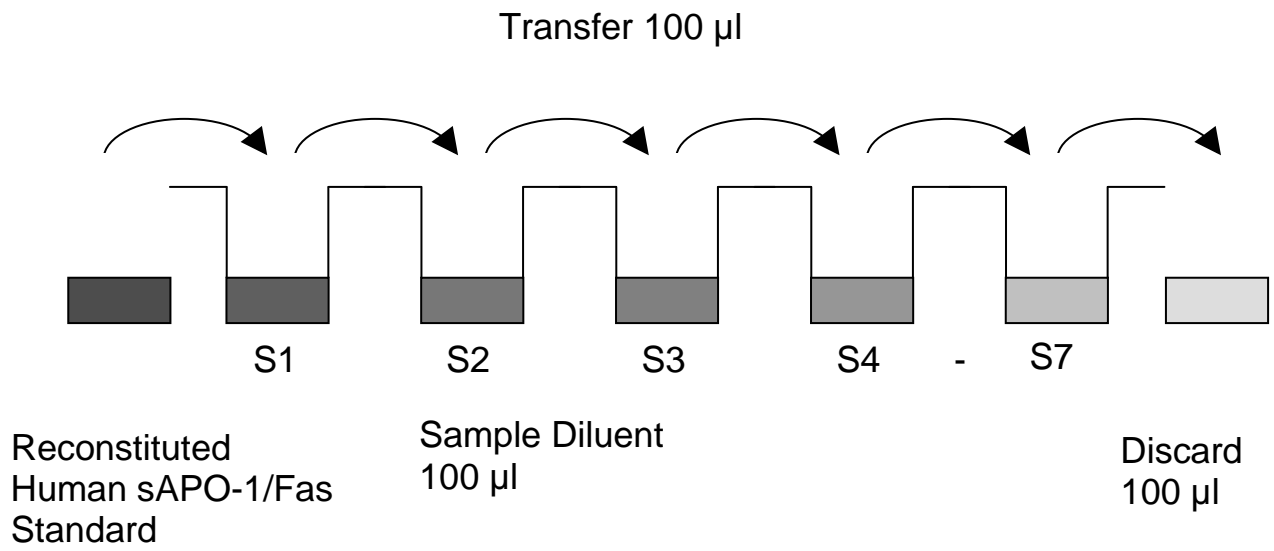 Transfer 100 µl
S1 S2 S3 S4 - S7
Reconstituted
Human sAPO-1/Fas
Standard
Sample Diluent
100 µl
Discard
100 µl